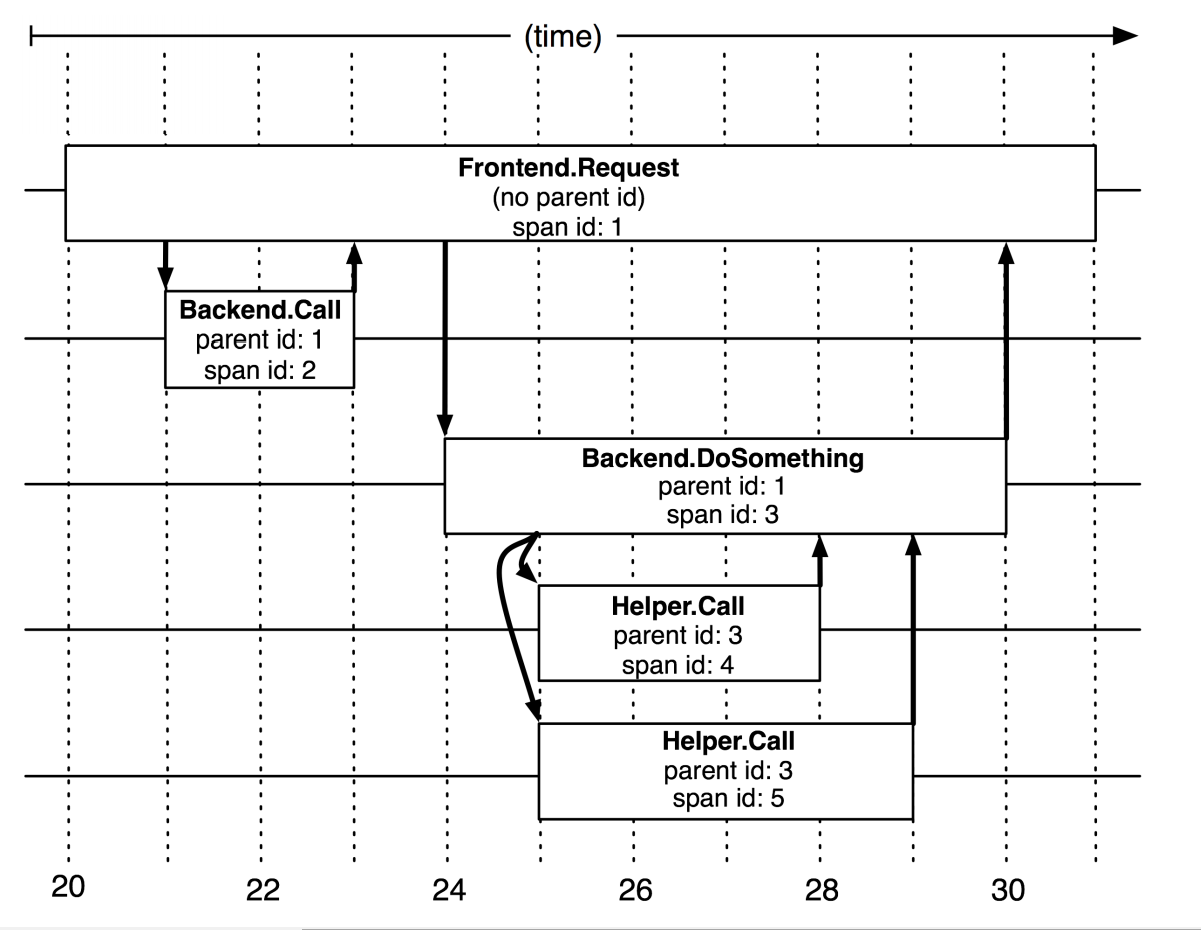 (time)
Frontend.Request
(no parent id)
span id: 1
Backend.Call
parent id: 1
span id: 2
Backend.DoSomething
parent id: 1
span id: 3
Helper.Call
parent id: 3
span id: 4
Helper.Call
parent id: 3
span id: 5
20 22 24 26 28 30